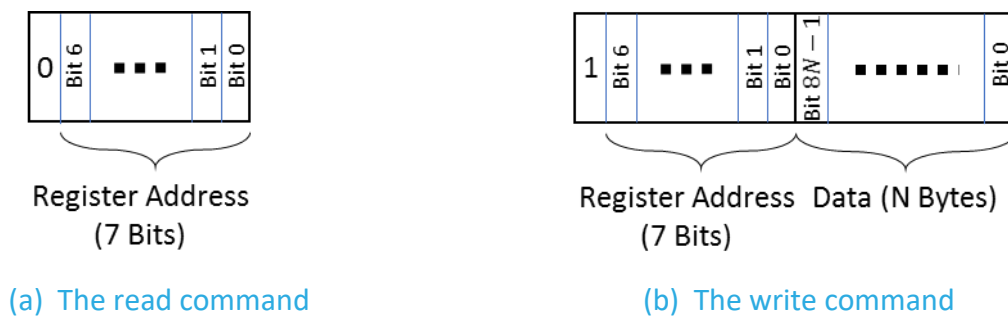 0 Bit 6 Bit 1 Bit 0
Register Address
(7 Bits)
(a) The read command
1 Bit 6 Bit 1 Bit 0 Bit 8N − 1 Bit 0
Register Address Data (N Bytes)
(7 Bits)
(b) The write command